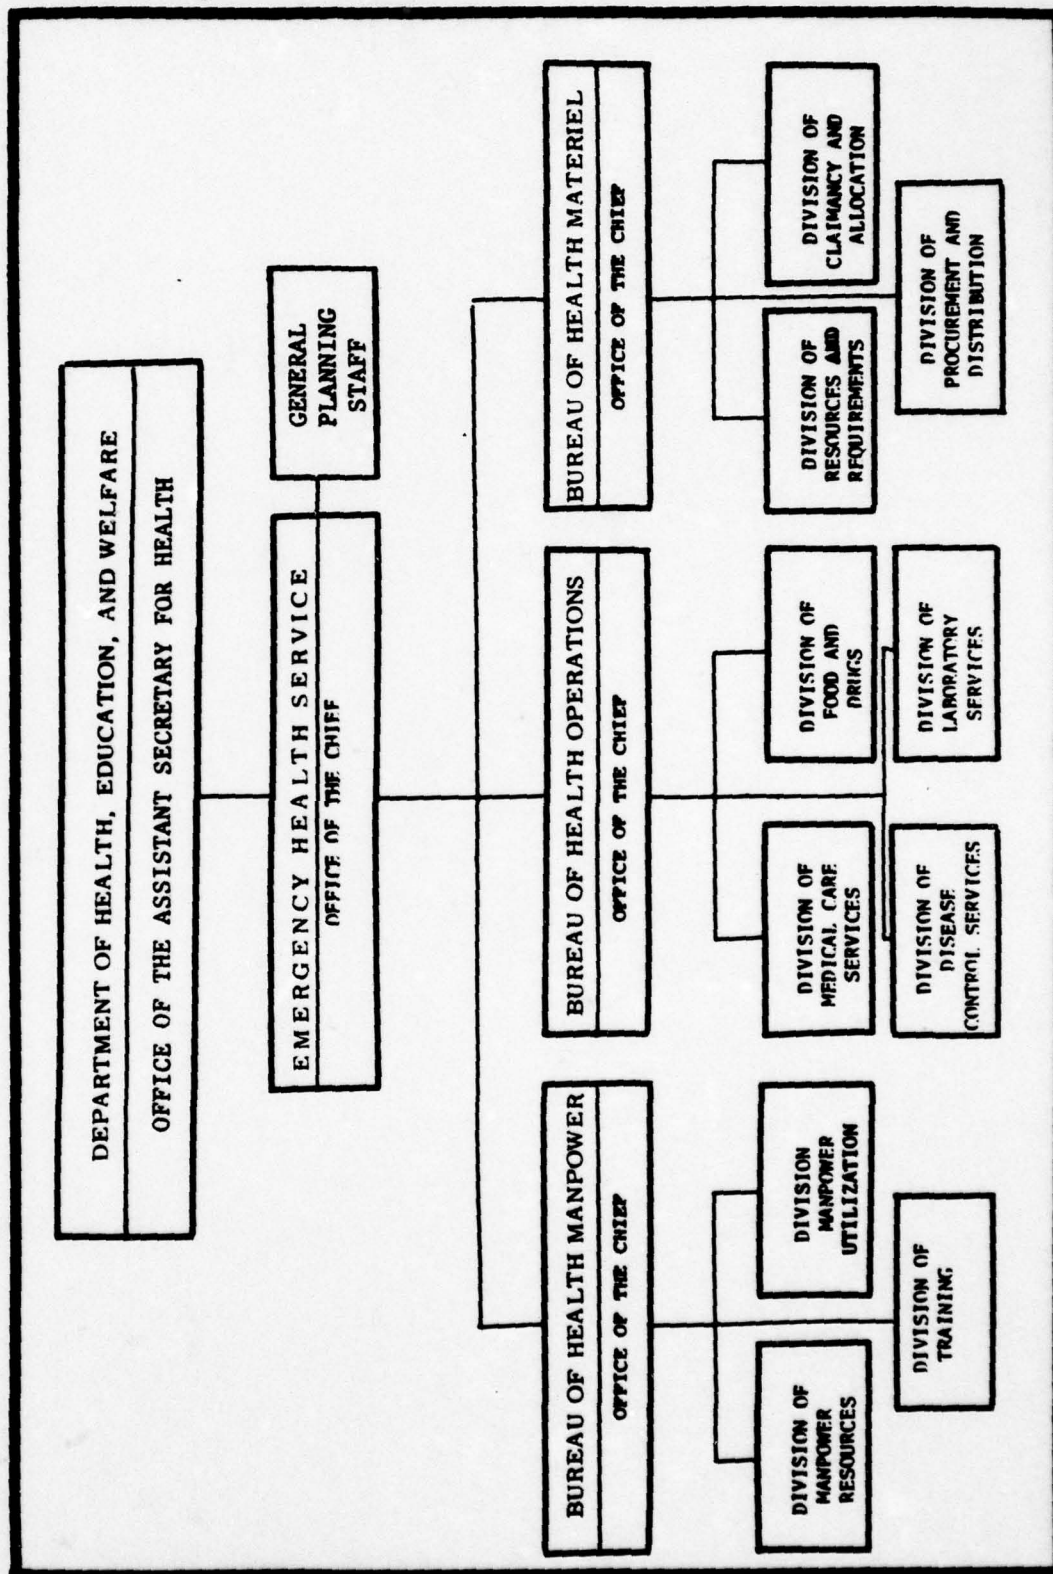 DEPARTMENT OF HEALTH, EDUCATION, AND WELFARE
OFFICE OF THE ASSISTANT SECRETARY FOR HEALTH
EMERGENCY HEALTH SERVICE
OFFICE OF THE CHIEF
GENERAL
PLANNING
STAFF
BUREAU OF HEALTH MANPOWER
OFFICE OF THE CHIEF
DIVISION OF
MANPOWER
RESOURCES
DIVISION
MANPOWER
UTILIZATION
DIVISION OF
TRAINING
BUREAU OF HEALTH OPERATIONS
OFFICE OF THE CHIEF
DIVISION OF
MEDICAL CARE
SERVICES
DIVISION OF
FOOD AND
DRUGS
DIVISION OF
DISEASE
CONTROL SERVICES
DIVISION OF
LABORATORY
SERVICES
BUREAU OF HEALTH MATERIEL
OFFICE OF THE CHIEF
DIVISION OF
RESOURCES AND
REQUIREMENTS
DIVISION OF
CLAIMANCY AND
ALLOCATION
DIVISION OF
PROCUREMENT AND
DISTRIBUTION